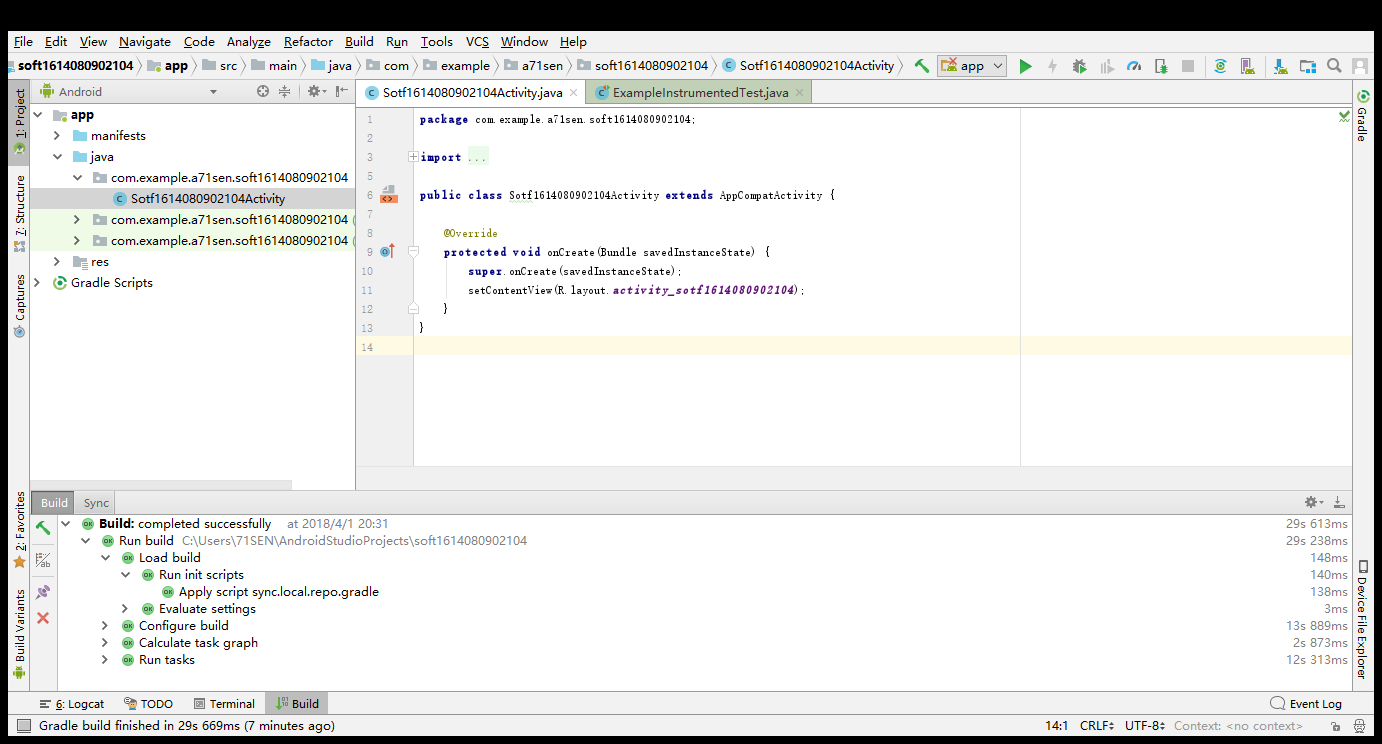 File Edit View Navigate Code Analyze Refactor Build Run Tools VCS Window Help
soft1614080902104 app src main java com example a71sen soft1614080902104 Sotf1614080902104Activity app
1: Project
Android
Sotf1614080902104Activity.java
ExampleInstrumentedTest.java
Gradle
app
manifests
java
com.example.a71sen.soft1614080902104
Sotf1614080902104Activity
com.example.a71sen.soft1614080902104 (
com.example.a71sen.soft1614080902104 (
res
Gradle Scripts
7: Structure
Captures
2: Favorites
Build Variants
1 package com.example.a71sen.soft1614080902104;
2
3 import ...
5
6 public class Sotf1614080902104Activity extends AppCompatActivity {
7
8 @Override
9 protected void onCreate(Bundle savedInstanceState) {
10 super.onCreate(savedInstanceState);
11 setContentView(R.layout.activity_sotf1614080902104);
12 }
13 }
14
Build Sync
Build: completed successfully at 2018/4/1 20:31 29s 613ms
Run build C:\Users\71SEN\AndroidStudioProjects\soft1614080902104 29s 238ms
Load build 148ms
Run init scripts 140ms
Apply script sync.local.repo.gradle 138ms
Evaluate settings 3ms
Configure build 13s 889ms
Calculate task graph 2s 873ms
Run tasks 12s 313ms
Device File Explorer
6: Logcat TODO Terminal Build Event Log
Gradle build finished in 29s 669ms (7 minutes ago) 14:1 CRLF UTF-8 Context: <no context>